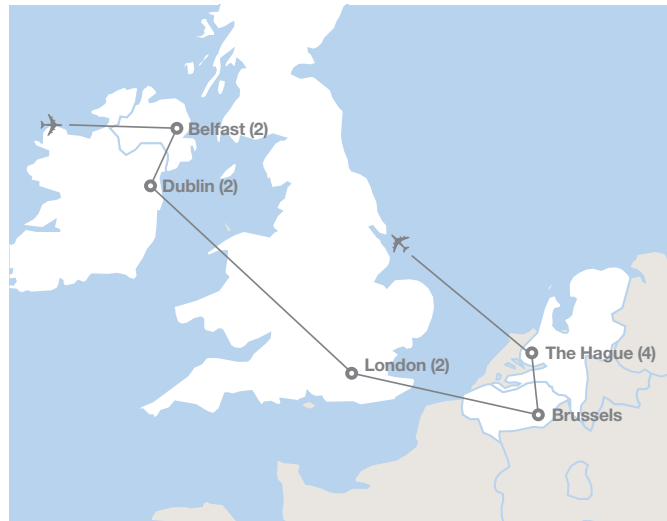 Belfast (2)
Dublin (2)
The Hague (4)
London (2)
Brussels